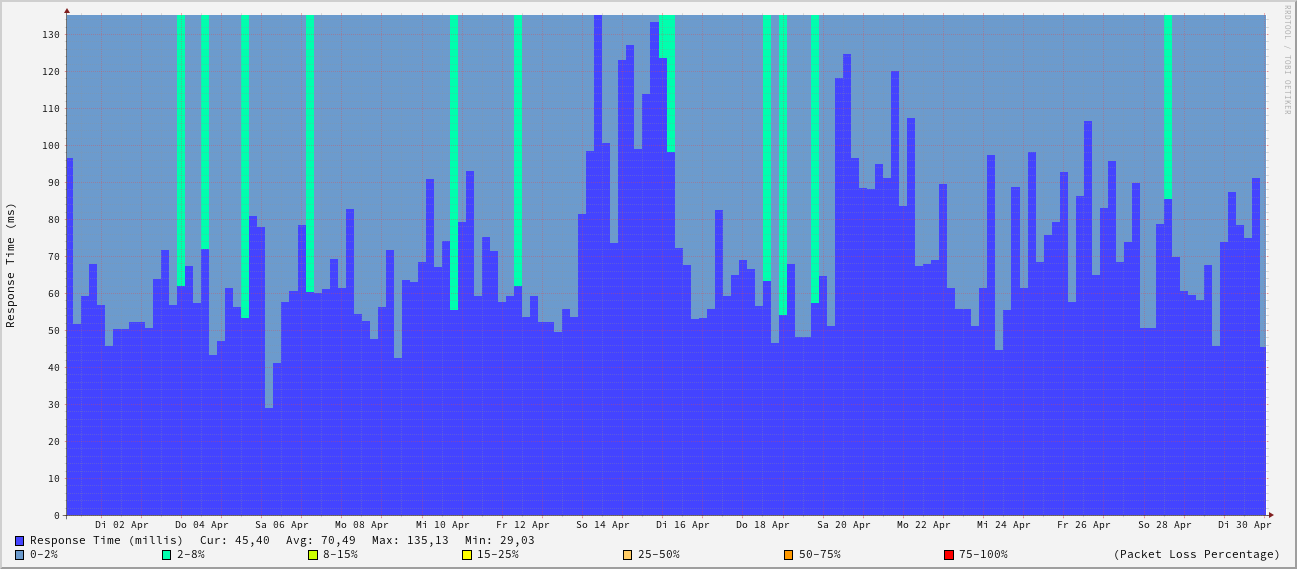 RRDTOOL / TOBI OETIKER
Response Time (ms)
130
120
110
100
90
80
70
60
50
40
30
20
10
0
Di 02 Apr Do 04 Apr Sa 06 Apr Mo 08 Apr Mi 10 Apr Fr 12 Apr So 14 Apr Di 16 Apr Do 18 Apr Sa 20 Apr Mo 22 Apr Mi 24 Apr Fr 26 Apr So 28 Apr Di 30 Apr
Response Time (millis) Cur: 45,40 Avg: 70,49 Max: 135,13 Min: 29,03
0-2% 2-8% 8-15% 15-25% 25-50% 50-75% 75-100% (Packet Loss Percentage)